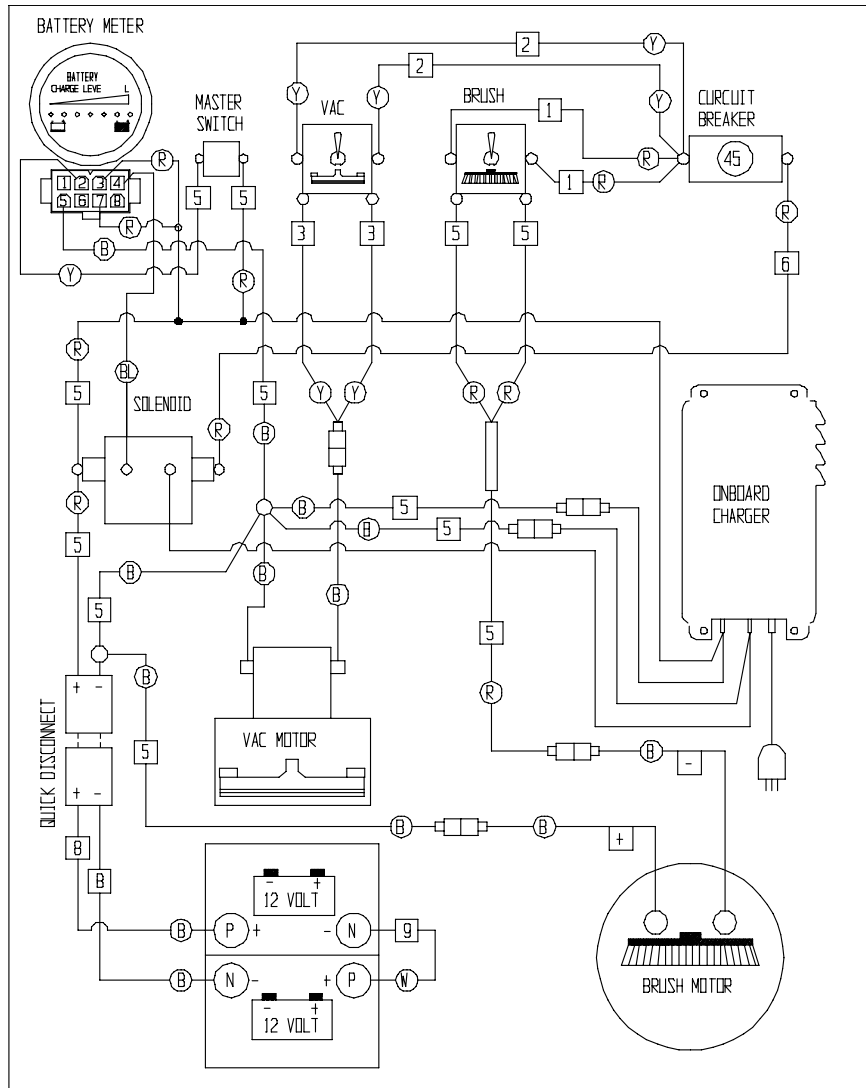 BATTERY METER
BATTERY
CHARGE LEVE L
1 2 3 4
5 6 7 8
MASTER
SWITCH
VAC
BRUSH
CURCUIT
BREAKER
45
2
Y
2
Y
Y
Y
1
R
1
R
R
5
5
R
B
Y
R
3
3
5
5
R
6
R
5
BL
SOLENOID
R
5
B
Y
Y
R
R
R
5
B
5
B
5
ONBOARD
CHARGER
B
5
B
B
5
R
B
5
+ -
+ -
QUICK DISCONNECT
VAC MOTOR
B
-
B
B
+
8
B
- +
12 VOLT
B
P
+
-
N
9
B
N
-
+
P
W
- +
12 VOLT
BRUSH MOTOR